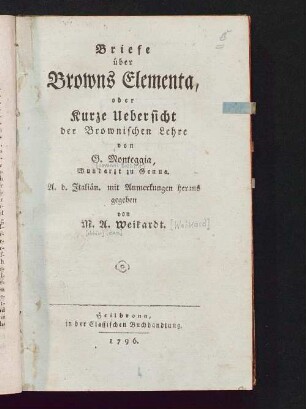 Briefe
über
Browns Elementa,
oder
Kurze Uebersicht
der Brownischen Lehre
von
G. Monteggia,
Wundarzt zu Genua.
A. d. Italiän. mit Anmerkungen heraus
gegeben
von
M. A. Weikardt. [Weikard]
Heilbronn,
in der Classischen Buchhandlung.
1796.